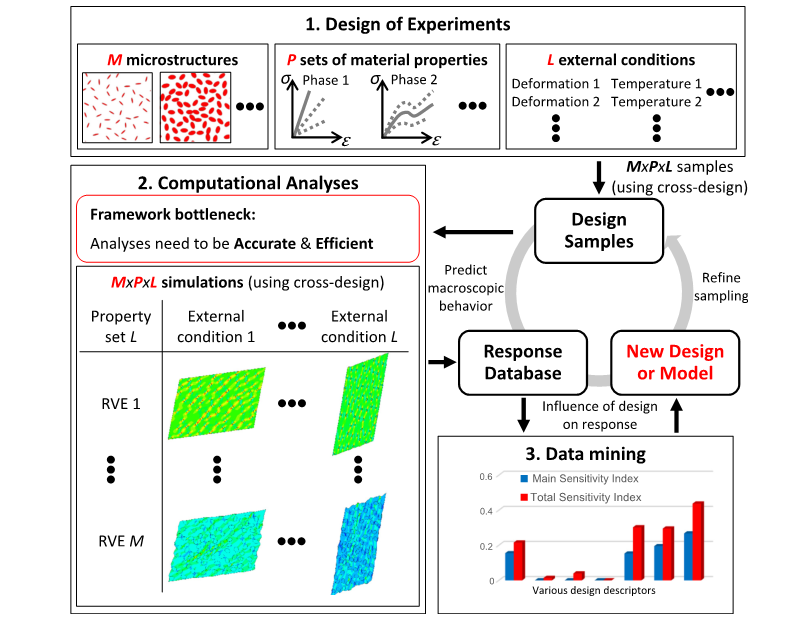 1. Design of Experiments
M microstructures
P sets of material properties
σ Phase 1
ε
σ Phase 2
ε
L external conditions
Deformation 1 Temperature 1
Deformation 2 Temperature 2
MxPxL samples
(using cross-design)
2. Computational Analyses
Framework bottleneck:
Analyses need to be Accurate & Efficient
MxPxL simulations (using cross-design)
Property
set L
External
condition 1
External
condition L
RVE 1
RVE M
Design
Samples
Predict
macroscopic
behavior
Refine
sampling
Response
Database
New Design
or Model
Influence of design
on response
3. Data mining
Main Sensitivity Index
Total Sensitivity Index
0.6
0.4
0.2
0
Various design descriptors